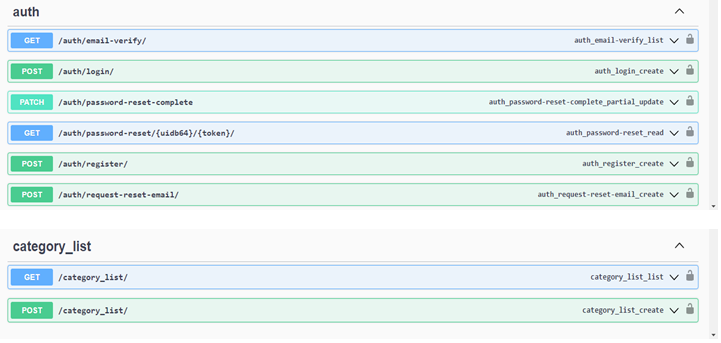 auth
GET /auth/email-verify/ auth_email-verify_list
POST /auth/login/ auth_login_create
PATCH /auth/password-reset-complete auth_password-reset-complete_partial_update
GET /auth/password-reset/{uidb64}/{token}/ auth_password-reset_read
POST /auth/register/ auth_register_create
POST /auth/request-reset-email/ auth_request-reset-email_create
category_list
GET /category_list/ category_list_list
POST /category_list/ category_list_create